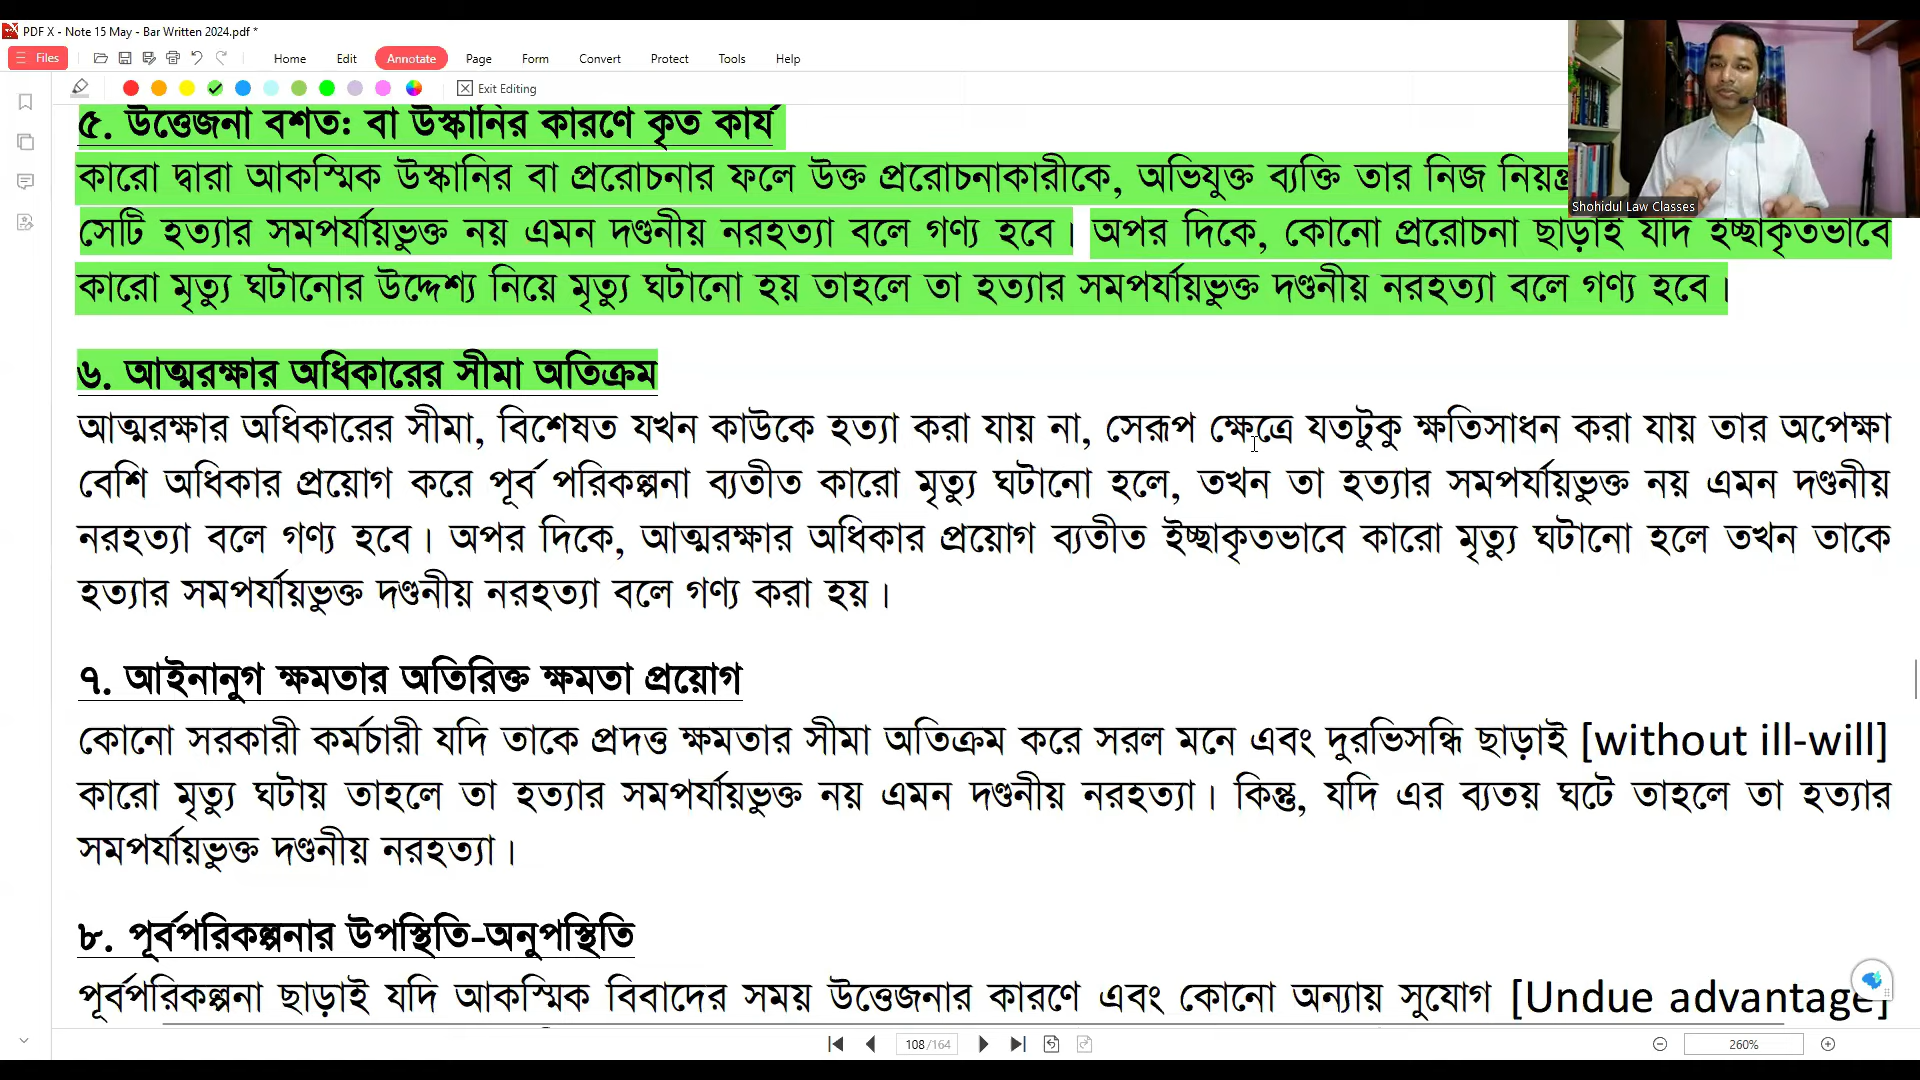 PDF X - Note 15 May - Bar Written 2024.pdf *
Files Home Edit Annotate Page Form Convert Protect Tools Help
Exit Editing
৫. উত্তেজনা বশত: বা উস্কানির কারণে কৃত কার্য
কারো দ্বারা আকস্মিক উস্কানির বা প্ররোচনার ফলে উক্ত প্ররোচনাকারীকে, অভিযুক্ত ব্যক্তি তার নিজ
Shohidul Law Classes
সেটি হত্যার সমপর্যায়ভুক্ত নয় এমন দণ্ডনীয় নরহত্যা বলে গণ্য হবে। অপর দিকে, কোনো প্ররোচনা ছাড়াই যদি ইচ্ছাকৃতভাবে
কারো মৃত্যু ঘটানোর উদ্দেশ্য নিয়ে মৃত্যু ঘটানো হয় তাহলে তা হত্যার সমপর্যায়ভুক্ত দণ্ডনীয় নরহত্যা বলে গণ্য হবে।
৬. আত্মরক্ষার অধিকারের সীমা অতিক্রম
আত্মরক্ষার অধিকারের সীমা, বিশেষত যখন কাউকে হত্যা করা যায় না, সেরূপ ক্ষেত্রে যতটুকু ক্ষতিসাধন করা যায় তার অপেক্ষা
বেশি অধিকার প্রয়োগ করে পূর্ব পরিকল্পনা ব্যতীত কারো মৃত্যু ঘটানো হলে, তখন তা হত্যার সমপর্যায়ভুক্ত নয় এমন দণ্ডনীয়
নরহত্যা বলে গণ্য হবে। অপর দিকে, আত্মরক্ষার অধিকার প্রয়োগ ব্যতীত ইচ্ছাকৃতভাবে কারো মৃত্যু ঘটানো হলে তখন তাকে
হত্যার সমপর্যায়ভুক্ত দণ্ডনীয় নরহত্যা বলে গণ্য করা হয়।
৭. আইনানুগ ক্ষমতার অতিরিক্ত ক্ষমতা প্রয়োগ
কোনো সরকারী কর্মচারী যদি তাকে প্রদত্ত ক্ষমতার সীমা অতিক্রম করে সরল মনে এবং দুরভিসন্ধি ছাড়াই [without ill-will]
কারো মৃত্যু ঘটায় তাহলে তা হত্যার সমপর্যায়ভুক্ত নয় এমন দণ্ডনীয় নরহত্যা। কিন্তু, যদি এর ব্যতয় ঘটে তাহলে তা হত্যার
সমপর্যায়ভুক্ত দণ্ডনীয় নরহত্যা।
৮. পূর্বপরিকল্পনার উপস্থিতি-অনুপস্থিতি
পূর্বপরিকল্পনা ছাড়াই যদি আকস্মিক বিবাদের সময় উত্তেজনার কারণে এবং কোনো অন্যায় সুযোগ [Undue advantage]
108/164
260%